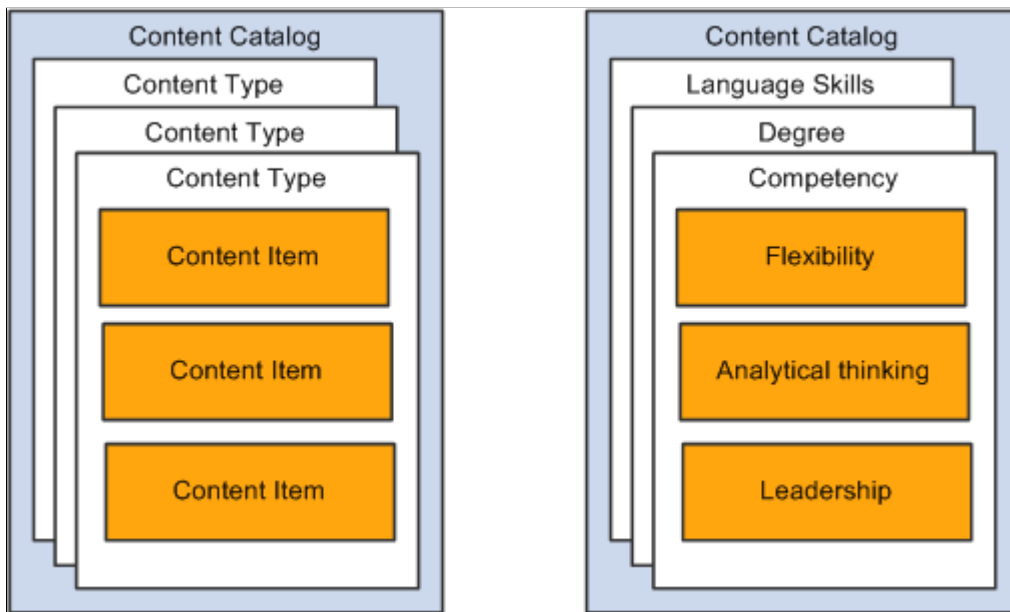 Content Catalog
Content Type
Content Type
Content Type
Content Item
Content Item
Content Item
Content Catalog
Language Skills
Degree
Competency
Flexibility
Analytical thinking
Leadership